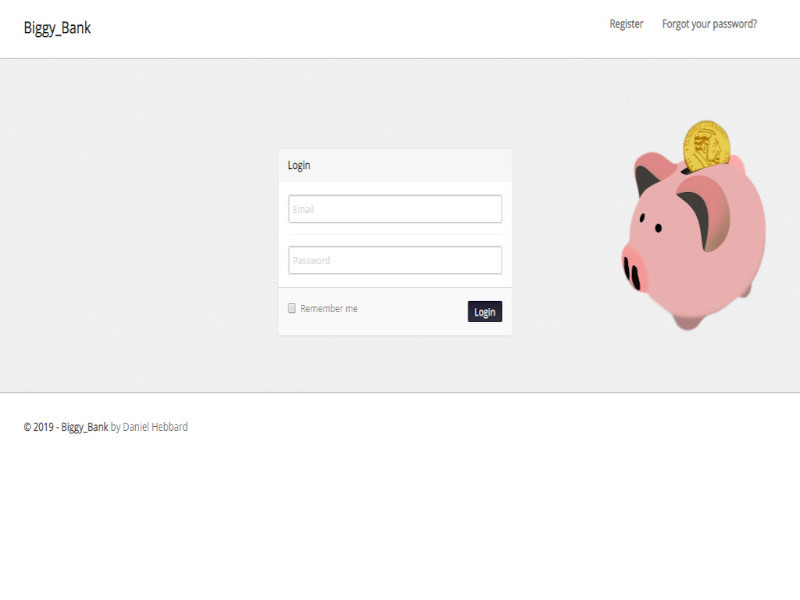 Biggy_Bank
Register
Forgot your password?
Login
Email
Password
Remember me
Login
© 2019 - Biggy_Bank by Daniel Hebbard